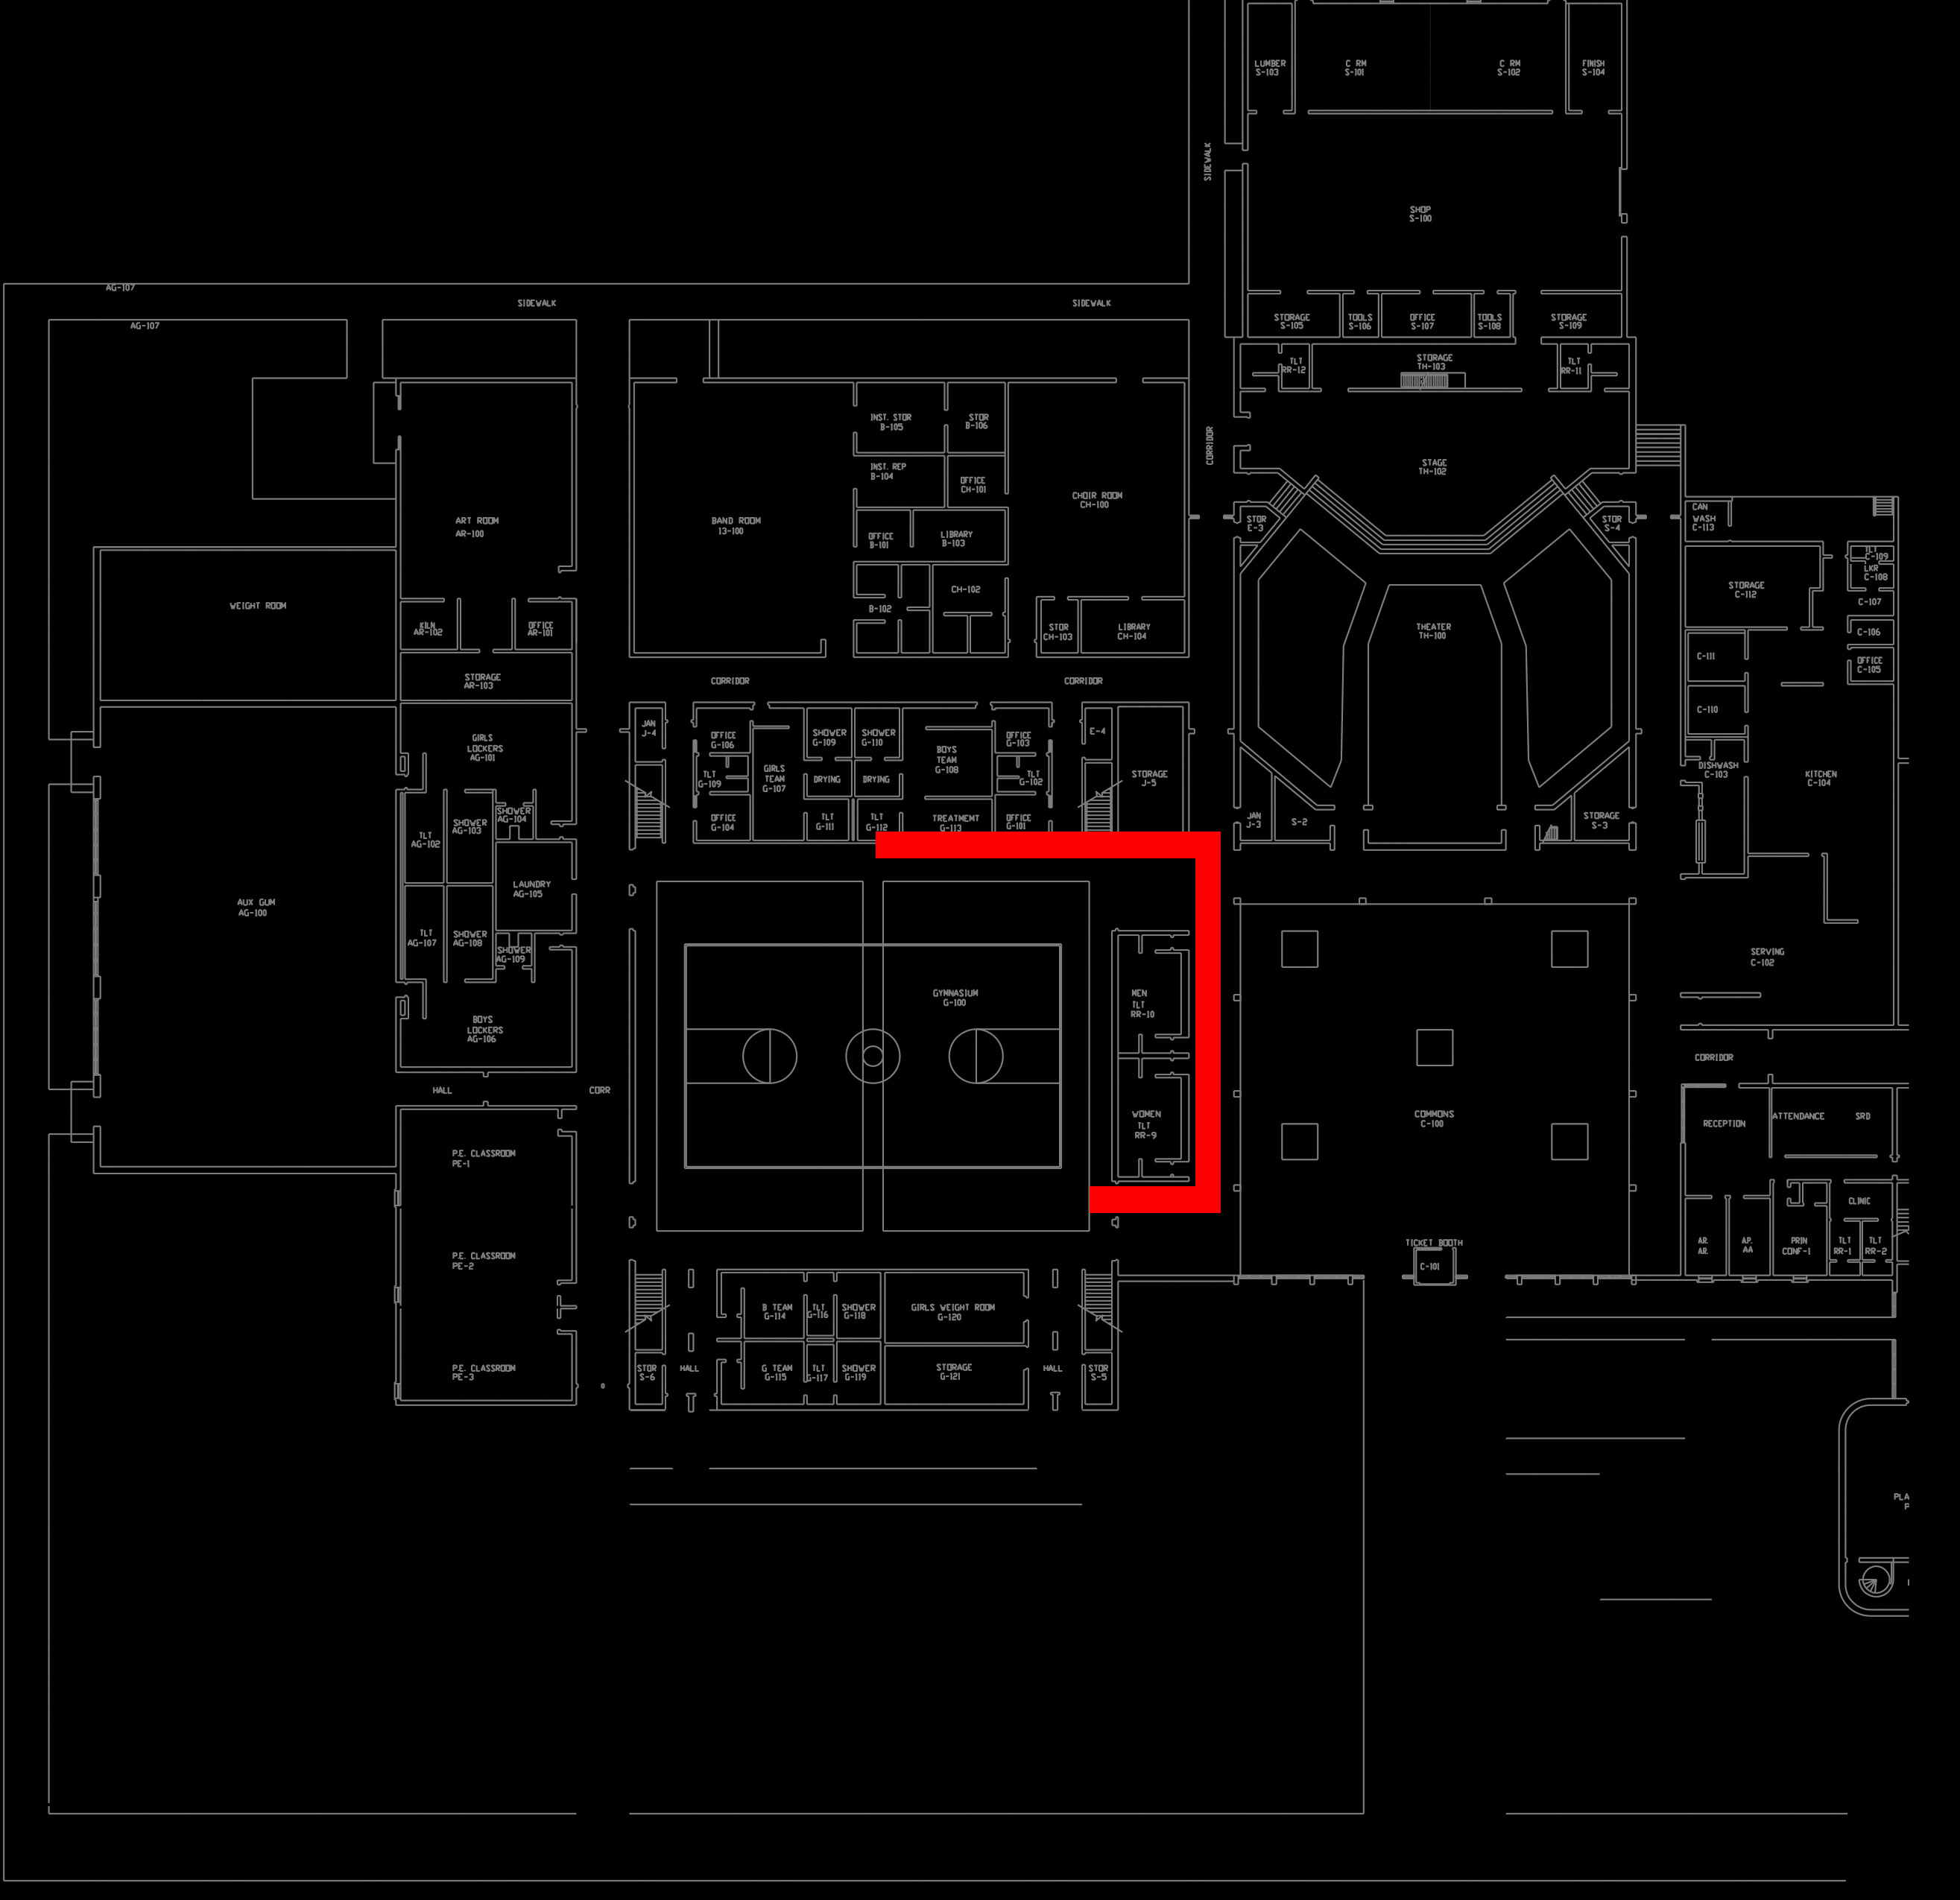 LUMBER
S-103
C RM
S-101
C RM
S-102
FINISH
S-104
SIDEWALK
SHOP
S-100
AG-107
SIDEWALK
SIDEWALK
AG-107
STORAGE
S-105
TOOLS
S-106
OFFICE
S-107
TOOLS
S-108
STORAGE
S-109
TLT
RR-12
STORAGE
TH-103
TLT
RR-11
INST. STOR
B-105
STOR
B-106
CORRIDOR
INST. REP
B-104
OFFICE
CH-101
CHOIR ROOM
CH-100
STAGE
TH-102
ART ROOM
AR-100
BAND ROOM
13-100
OFFICE
B-101
LIBRARY
B-103
STOR
E-3
STOR
S-4
CAN
WASH
C-113
TLT
C-109
LKR
C-108
C-107
STORAGE
C-112
WEIGHT ROOM
CH-102
B-102
KILN
AR-102
OFFICE
AR-101
STOR
CH-103
LIBRARY
CH-104
THEATER
TH-100
C-106
C-111
OFFICE
C-105
STORAGE
AR-103
CORRIDOR
CORRIDOR
C-110
JAN
J-4
OFFICE
G-106
SHOWER
G-109
SHOWER
G-110
BOYS
TEAM
G-108
OFFICE
G-103
E-4
GIRLS
LOCKERS
AG-101
TLT
G-109
GIRLS
TEAM
G-107
DRYING
DRYING
TLT
G-102
STORAGE
J-5
DISHWASH
C-103
KITCHEN
C-104
SHOWER
AG-104
SHOWER
AG-103
TLT
AG-102
OFFICE
G-104
TLT
G-111
TLT
G-112
TREATMEMT
G-113
OFFICE
G-101
JAN
J-3
S-2
STORAGE
S-3
LAUNDRY
AG-105
AUX GUM
AG-100
TLT
AG-107
SHOWER
AG-108
SHOWER
AG-109
SERVING
C-102
GYMNASIUM
G-100
MEN
TLT
RR-10
BOYS
LOCKERS
AG-106
CORRIDOR
HALL
CORR
WOMEN
TLT
RR-9
COMMONS
C-100
RECEPTION
ATTENDANCE
SRD
P.E. CLASSROOM
PE-1
CLINIC
P.E. CLASSROOM
PE-2
TICKET BOOTH
C-101
AR.
AR.
AP.
AA
PRIN
CONF-1
TLT
RR-1
TLT
RR-2
B TEAM
G-114
TLT
G-116
SHOWER
G-118
GIRLS WEIGHT ROOM
G-120
P.E. CLASSROOM
PE-3
STOR
S-6
HALL
G TEAM
G-115
TLT
G-117
SHOWER
G-119
STORAGE
G-121
HALL
STOR
S-5
PLA
P